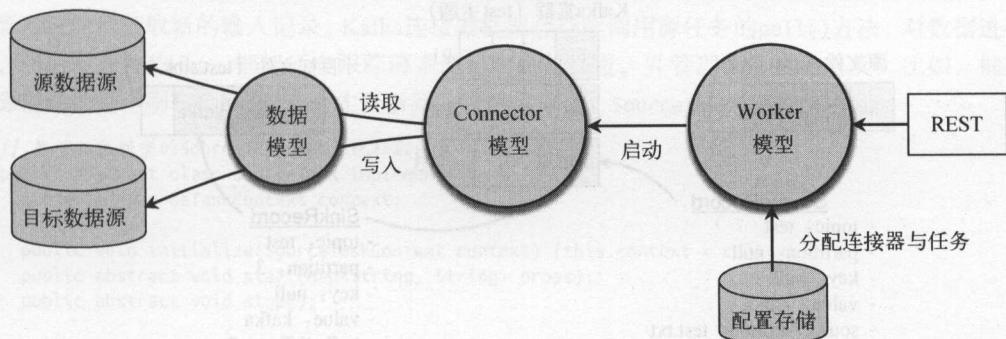 源数据源
目标数据源
数据
模型
读取
写入
Connector
模型
启动
Worker
模型
REST
分配连接器与任务
配置存储